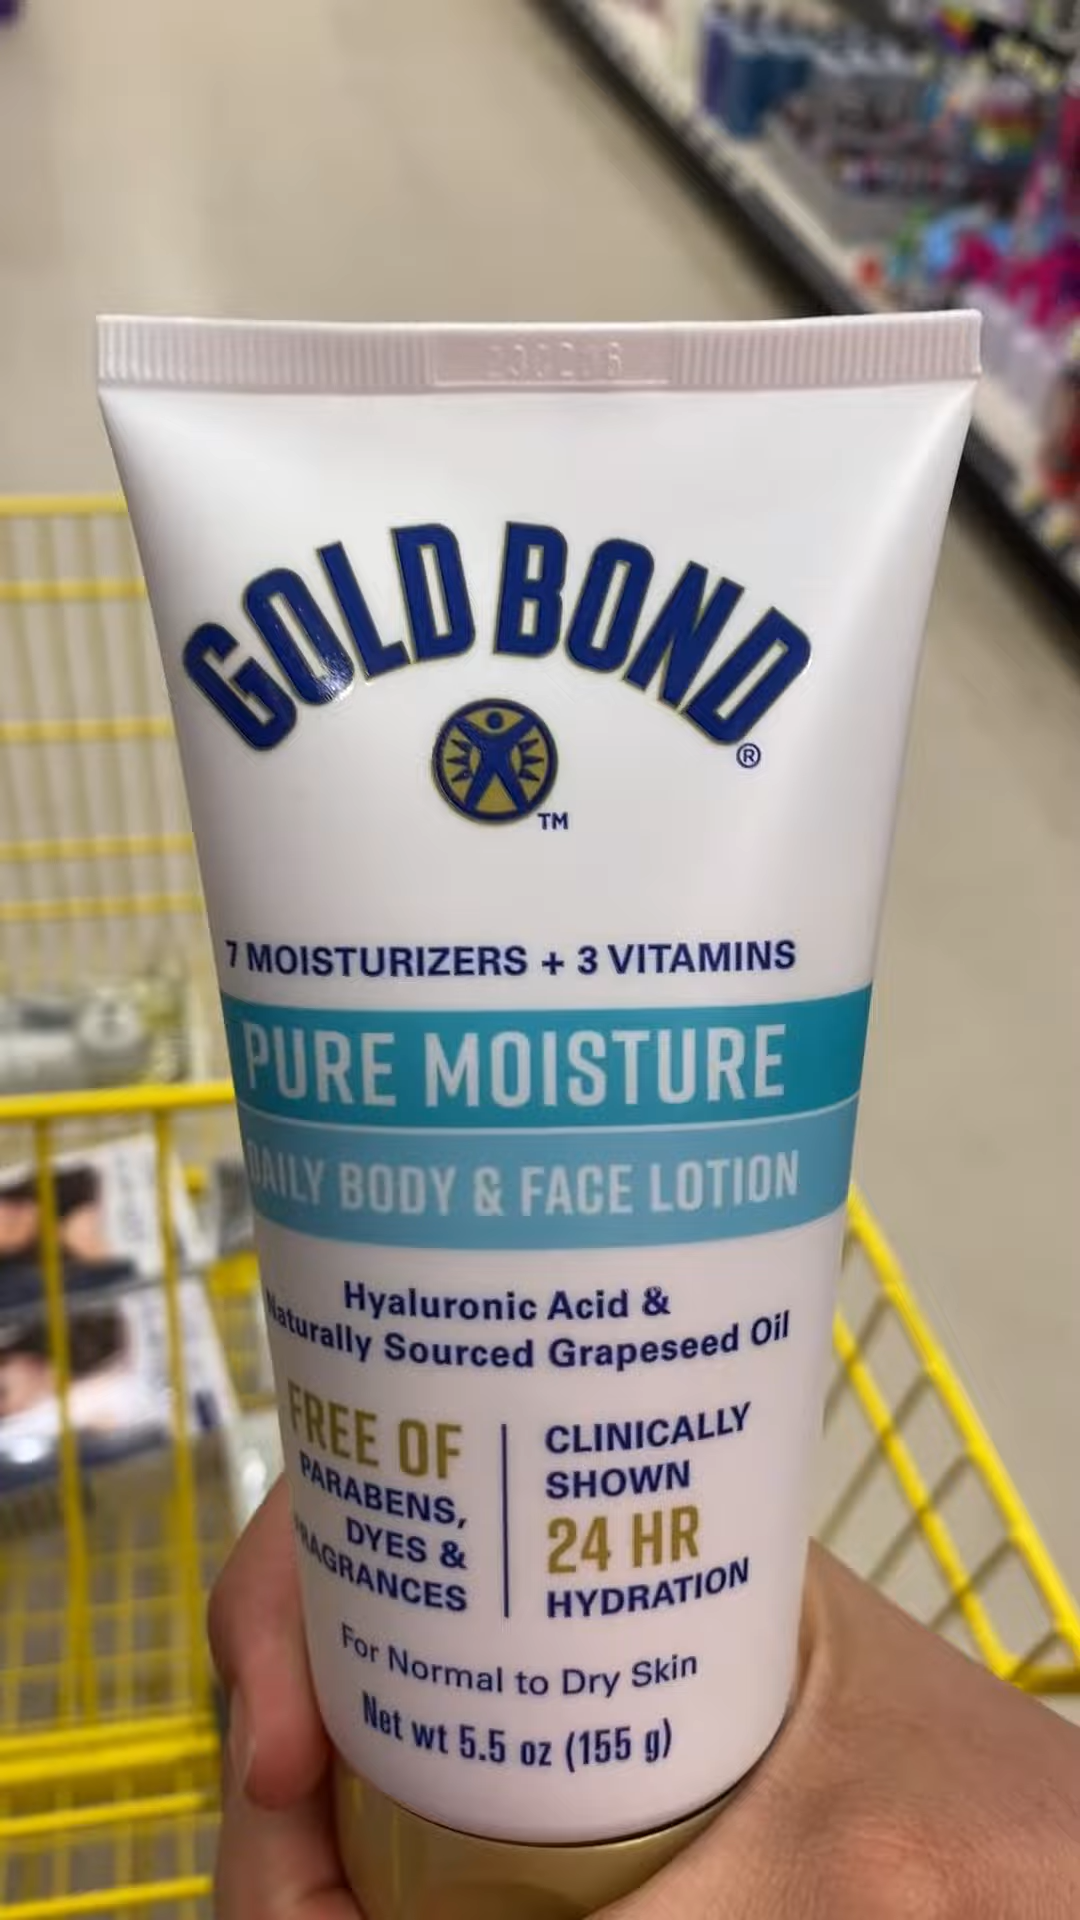 GOLD BOND®
TM
7 MOISTURIZERS + 3 VITAMINS
PURE MOISTURE
DAILY BODY & FACE LOTION
Hyaluronic Acid &
Naturally Sourced Grapeseed Oil
FREE OF
PARABENS,
DYES &
FRAGRANCES
CLINICALLY
SHOWN
24 HR
HYDRATION
For Normal to Dry Skin
Net wt 5.5 oz (155 g)